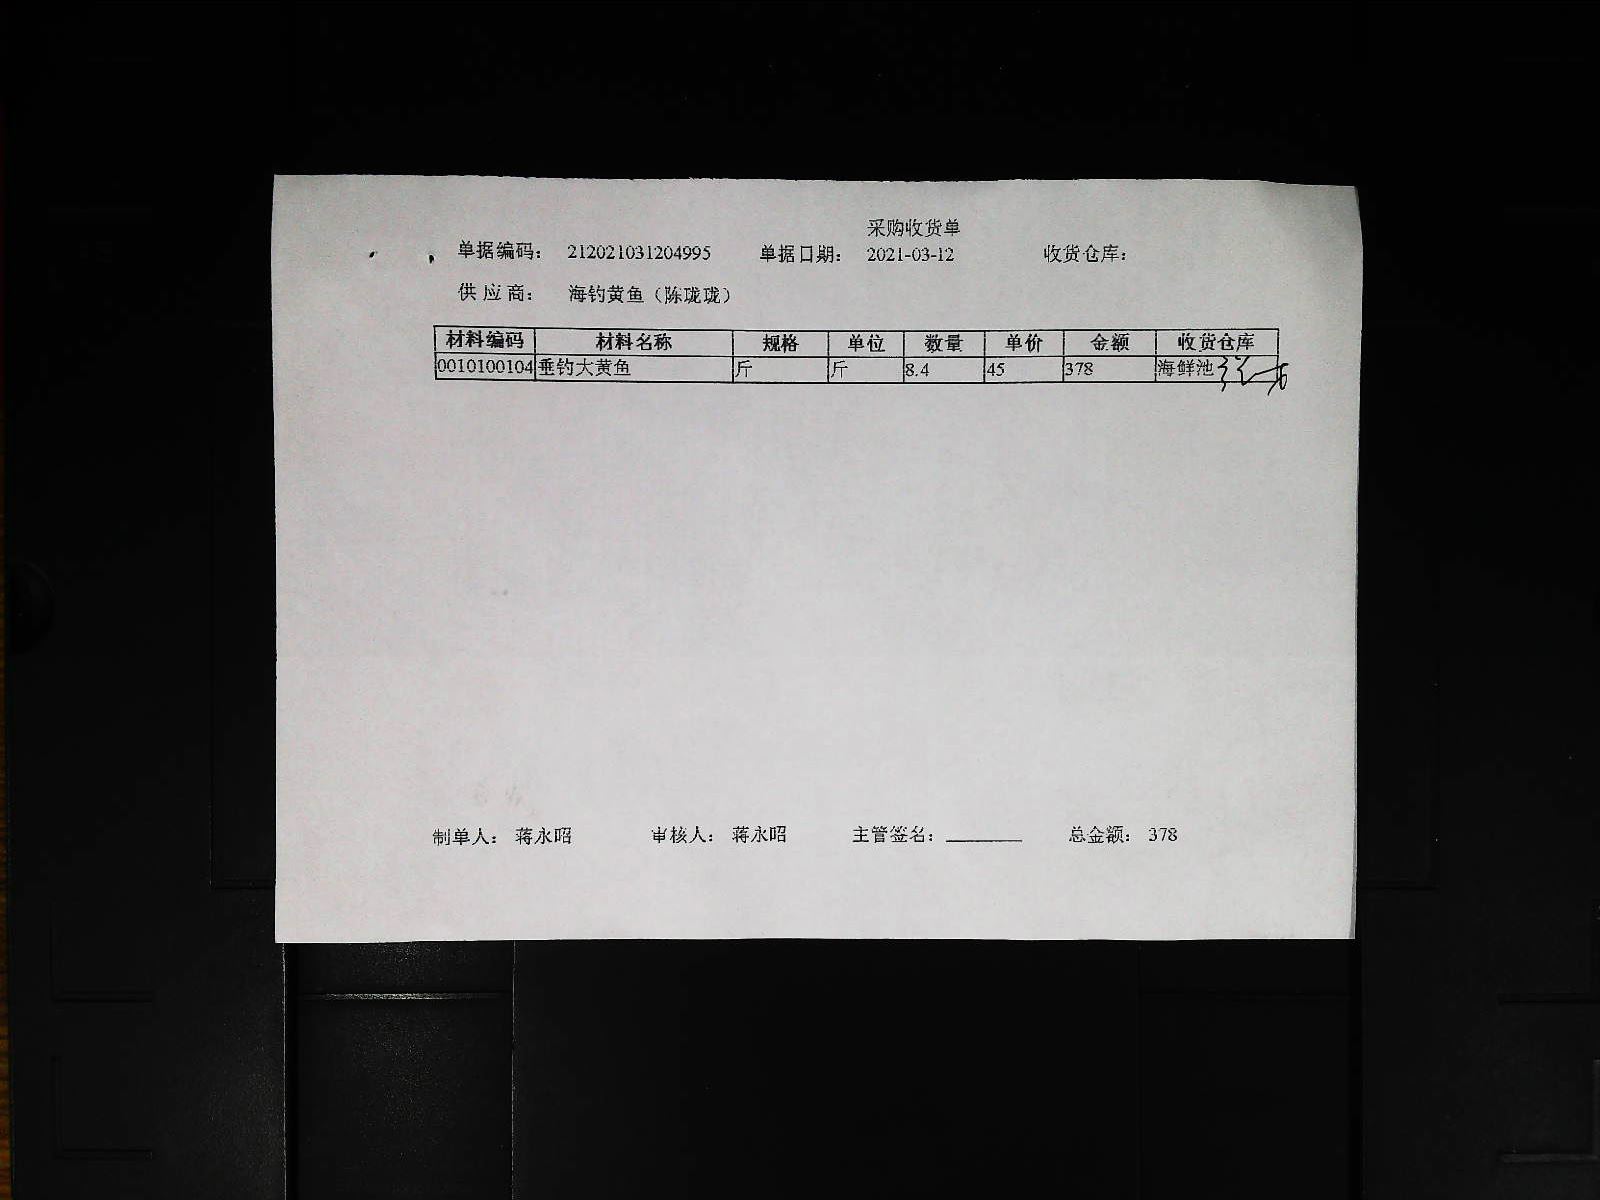 采购收货单
单据编码： 212021031204995 单据日期： 2021-03-12 收货仓库：
供应商： 海钓黄鱼（陈珑珑）
材料编码 材料名称 规格 单位 数量 单价 金额 收货仓库
0010100104 垂钓大黄鱼 斤 斤 8.4 45 378 海鲜池
制单人： 蒋永昭 审核人： 蒋永昭 主管签名：______ 总金额： 378